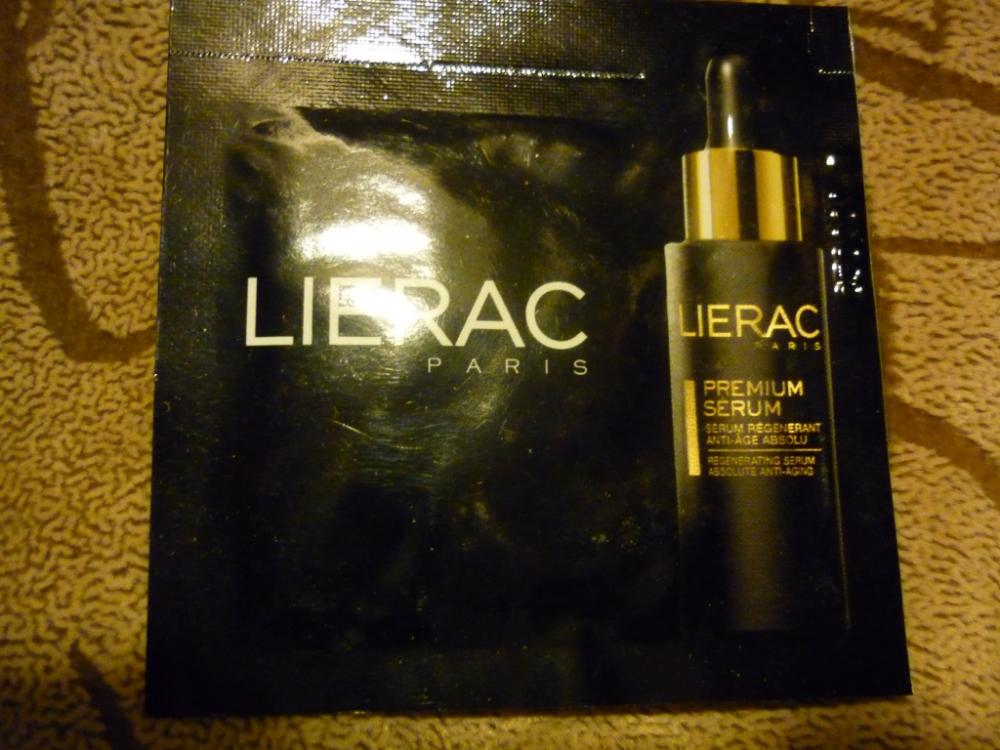 LIERAC
PARIS
LIERAC
PARIS
PREMIUM
SERUM
SÉRUM RÉGÉNÉRANT
ANTI-ÂGE ABSOLU
REGENERATING SERUM
ABSOLUTE ANTI-AGING